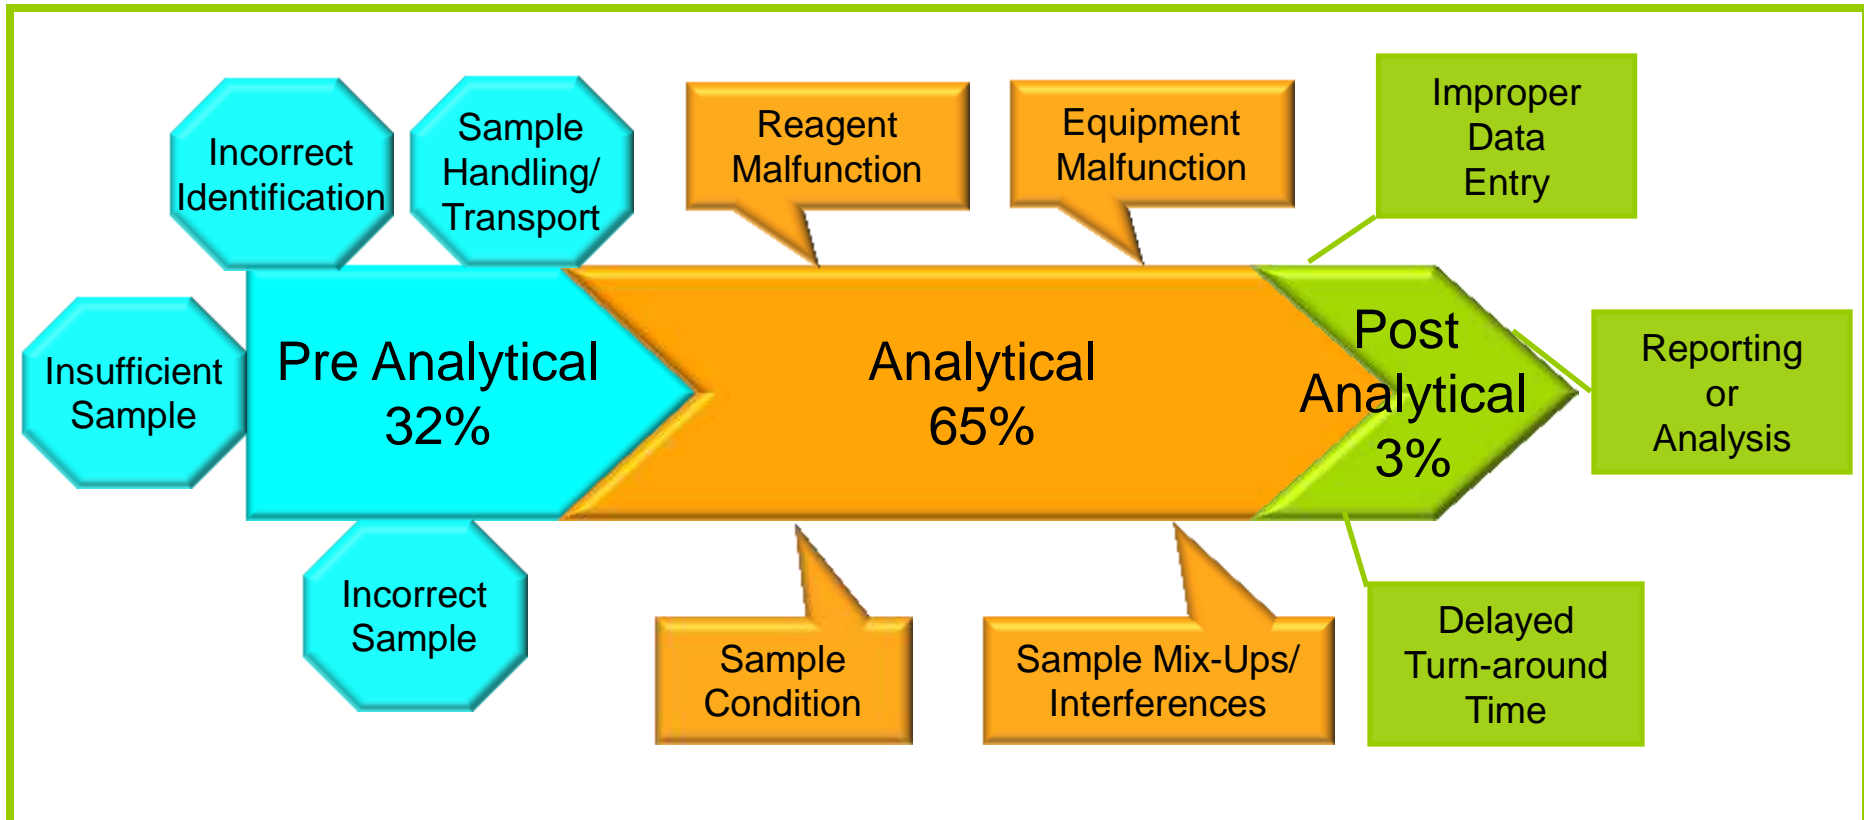 Incorrect
Identification
Sample
Handling/
Transport
Reagent
Malfunction
Equipment
Malfunction
Improper
Data
Entry
Insufficient
Sample
Pre Analytical
32%
Analytical
65%
Post
Analytical
3%
Reporting
or
Analysis
Incorrect
Sample
Sample
Condition
Sample Mix-Ups/
Interferences
Delayed
Turn-around
Time